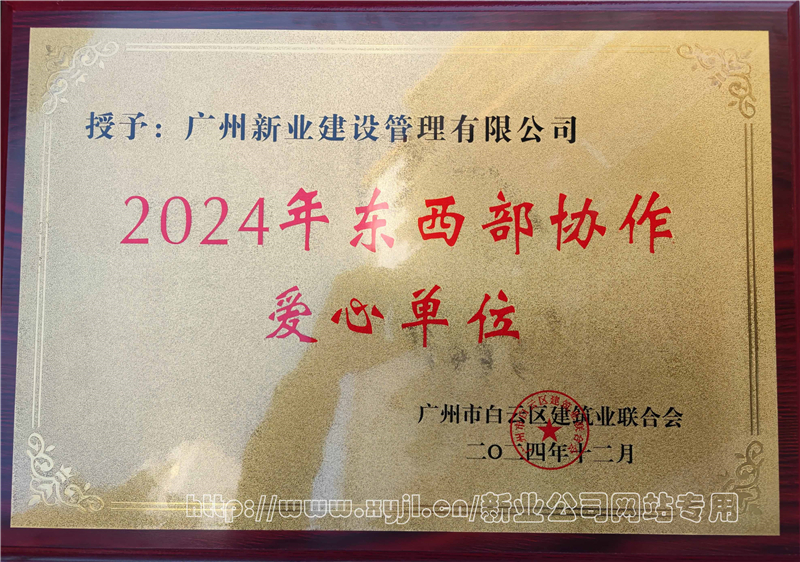 授予：广州新业建设管理有限公司
2024年东西部协作
爱心单位
广州市白云区建筑业联合会
二〇二四年十二月
http://www.xyjl.cn/新业公司网站专用